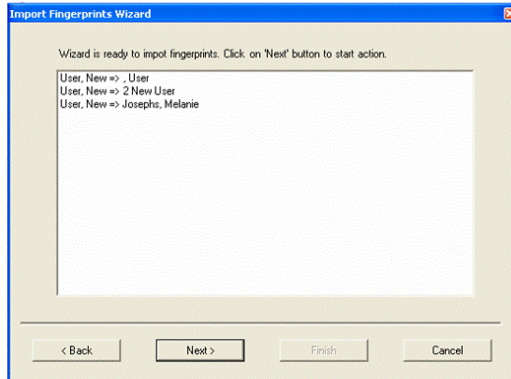 Import Fingerprints Wizard
Wizard is ready to impot fingerprints. Click on 'Next' button to start action.
User, New => , User
User, New => 2 New User
User, New => Josephs, Melanie
< Back
Next >
Finish
Cancel